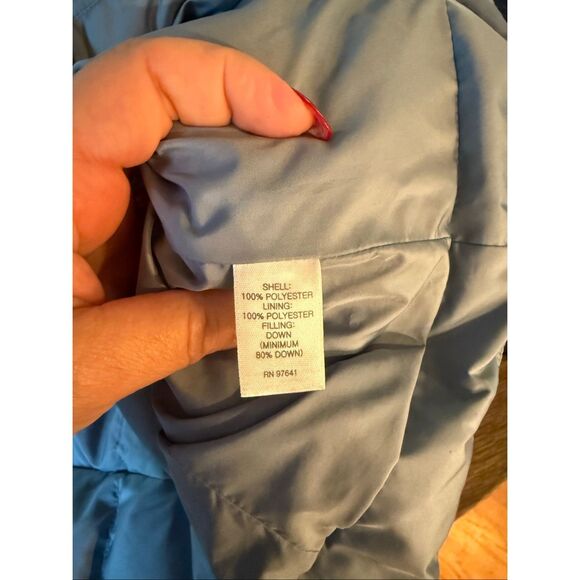 SHELL:
100% POLYESTER
LINING:
100% POLYESTER
FILLING:
DOWN
(MINIMUM
80% DOWN)
RN 97641